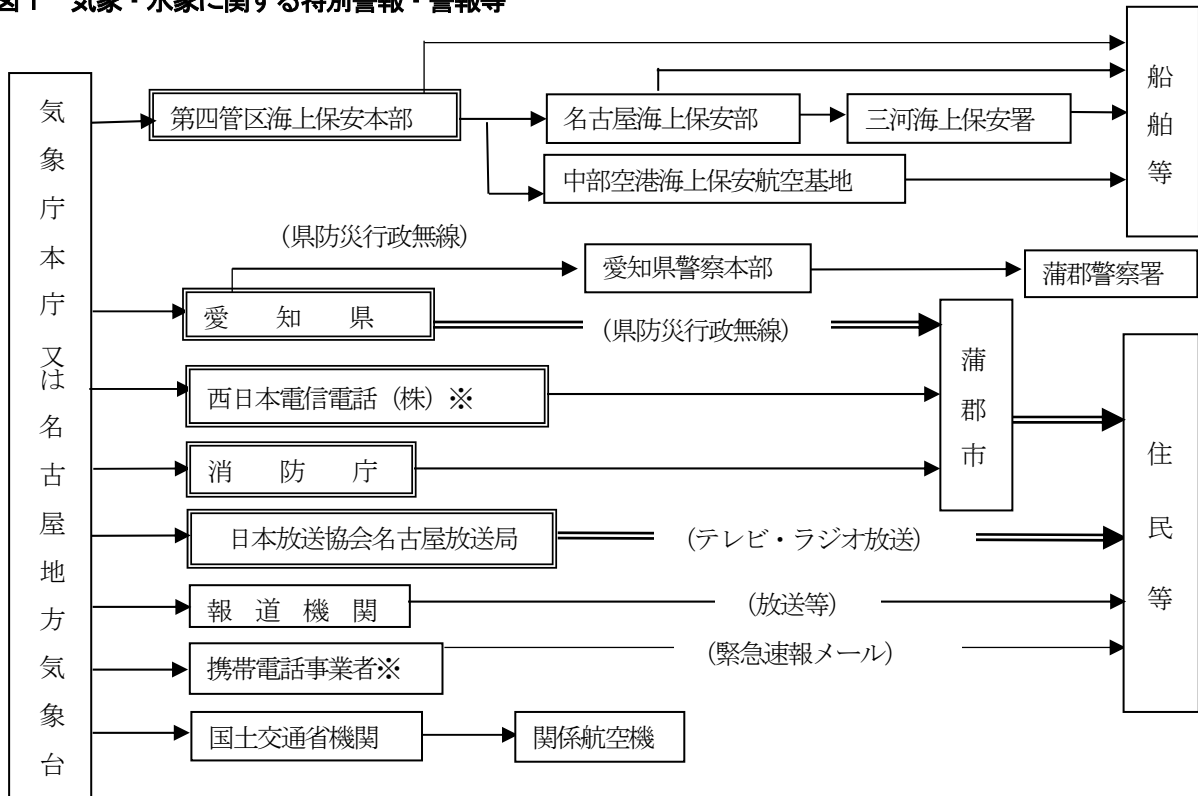 図1 気象・水象に関する特別警報・警報等
気象庁本庁又は名古屋地方気象台
第四管区海上保安本部
名古屋海上保安部
三河海上保安署
船舶等
中部空港海上保安航空基地
(県防災行政無線)
愛知県警察本部
蒲郡警察署
愛 知 県
(県防災行政無線)
蒲郡市
西日本電信電話（株）※
消 防 庁
住民等
日本放送協会名古屋放送局
(テレビ・ラジオ放送)
報 道 機 関
(放送等)
携帯電話事業者※
(緊急速報メール)
国土交通省機関
関係航空機